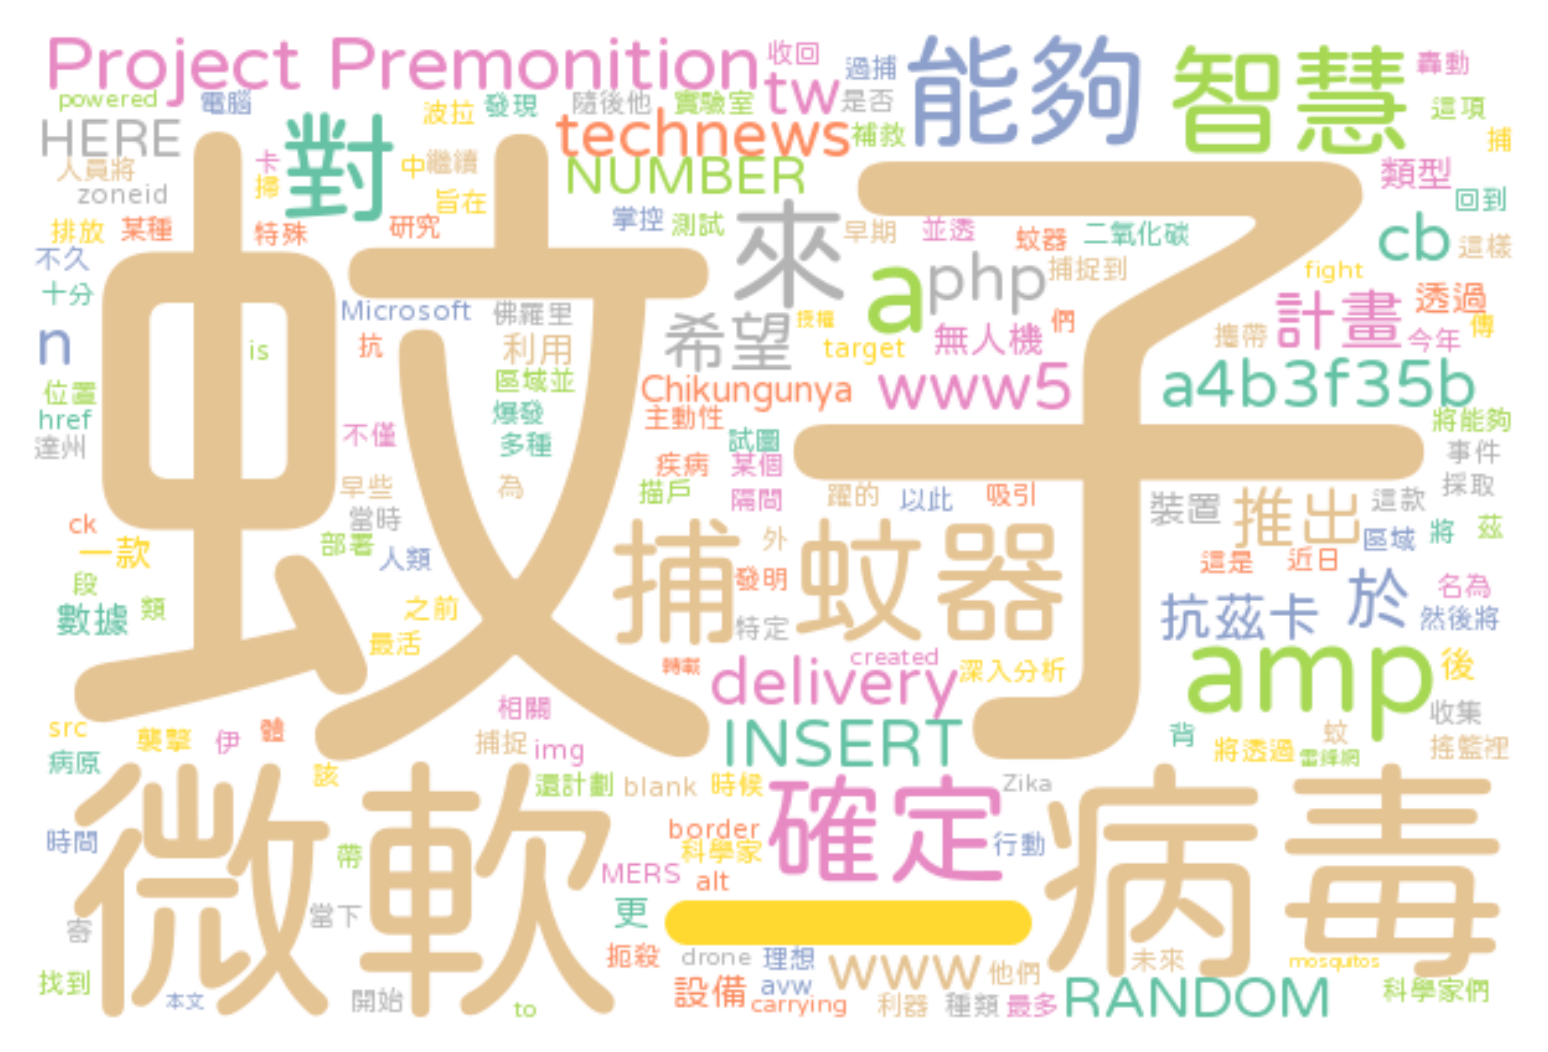 Project Premonition
收回
過捕
能夠
智慧
轟動
powered
電腦
波拉
發現
隨後他
實驗室
tw
是否
這項
HERE
對
technews
補救
捕
人員將
卡
中
繼續
NUMBER
類型
zoneid
掃
旨在
回到
排放
某種
特殊
研究
掌控
測試
來
早期
並透
蚊器
二氧化碳
cb
這樣
不久
蚊子
a
php
捕捉到
fight
十分
Microsoft
佛羅里
希望
授權
們
計畫
透過
傳
n
is
抗
利用
target
無人機
攜帶
今年
位置
區域並
Chikungunya
www5
a4b3f35b
href
爆發
主動性
將能夠
達州
不僅
多種
試圖
事件
疾病
某個
早些
為
描戶
隔間
躍的
以此
吸引
採取
當時
裝置
推出
這款
ck
部署
捕蚊器
外
區域
將
茲
一款
人類
發明
這是
近日
段
名為
數據
類
之前
特定
抗茲卡
於
然後將
最活
轉載
delivery
created
深入分析
amp
後
src
相關
收集
襲擊
伊
體
INSERT
背
蚊
病原
捕捉
img
將透過
雷鋒網
搖籃裡
該
還計劃
blank
時候
確定
Zika
微軟
病毒
時間
帶
border
科學家
行動
MERS
alt
寄
當下
更
一
扼殺
drone
理想
www
他們
未來
mosquitos
找到
本文
開始
to
設備
avw
carrying
利器
種類
最多
RANDOM
科學家們